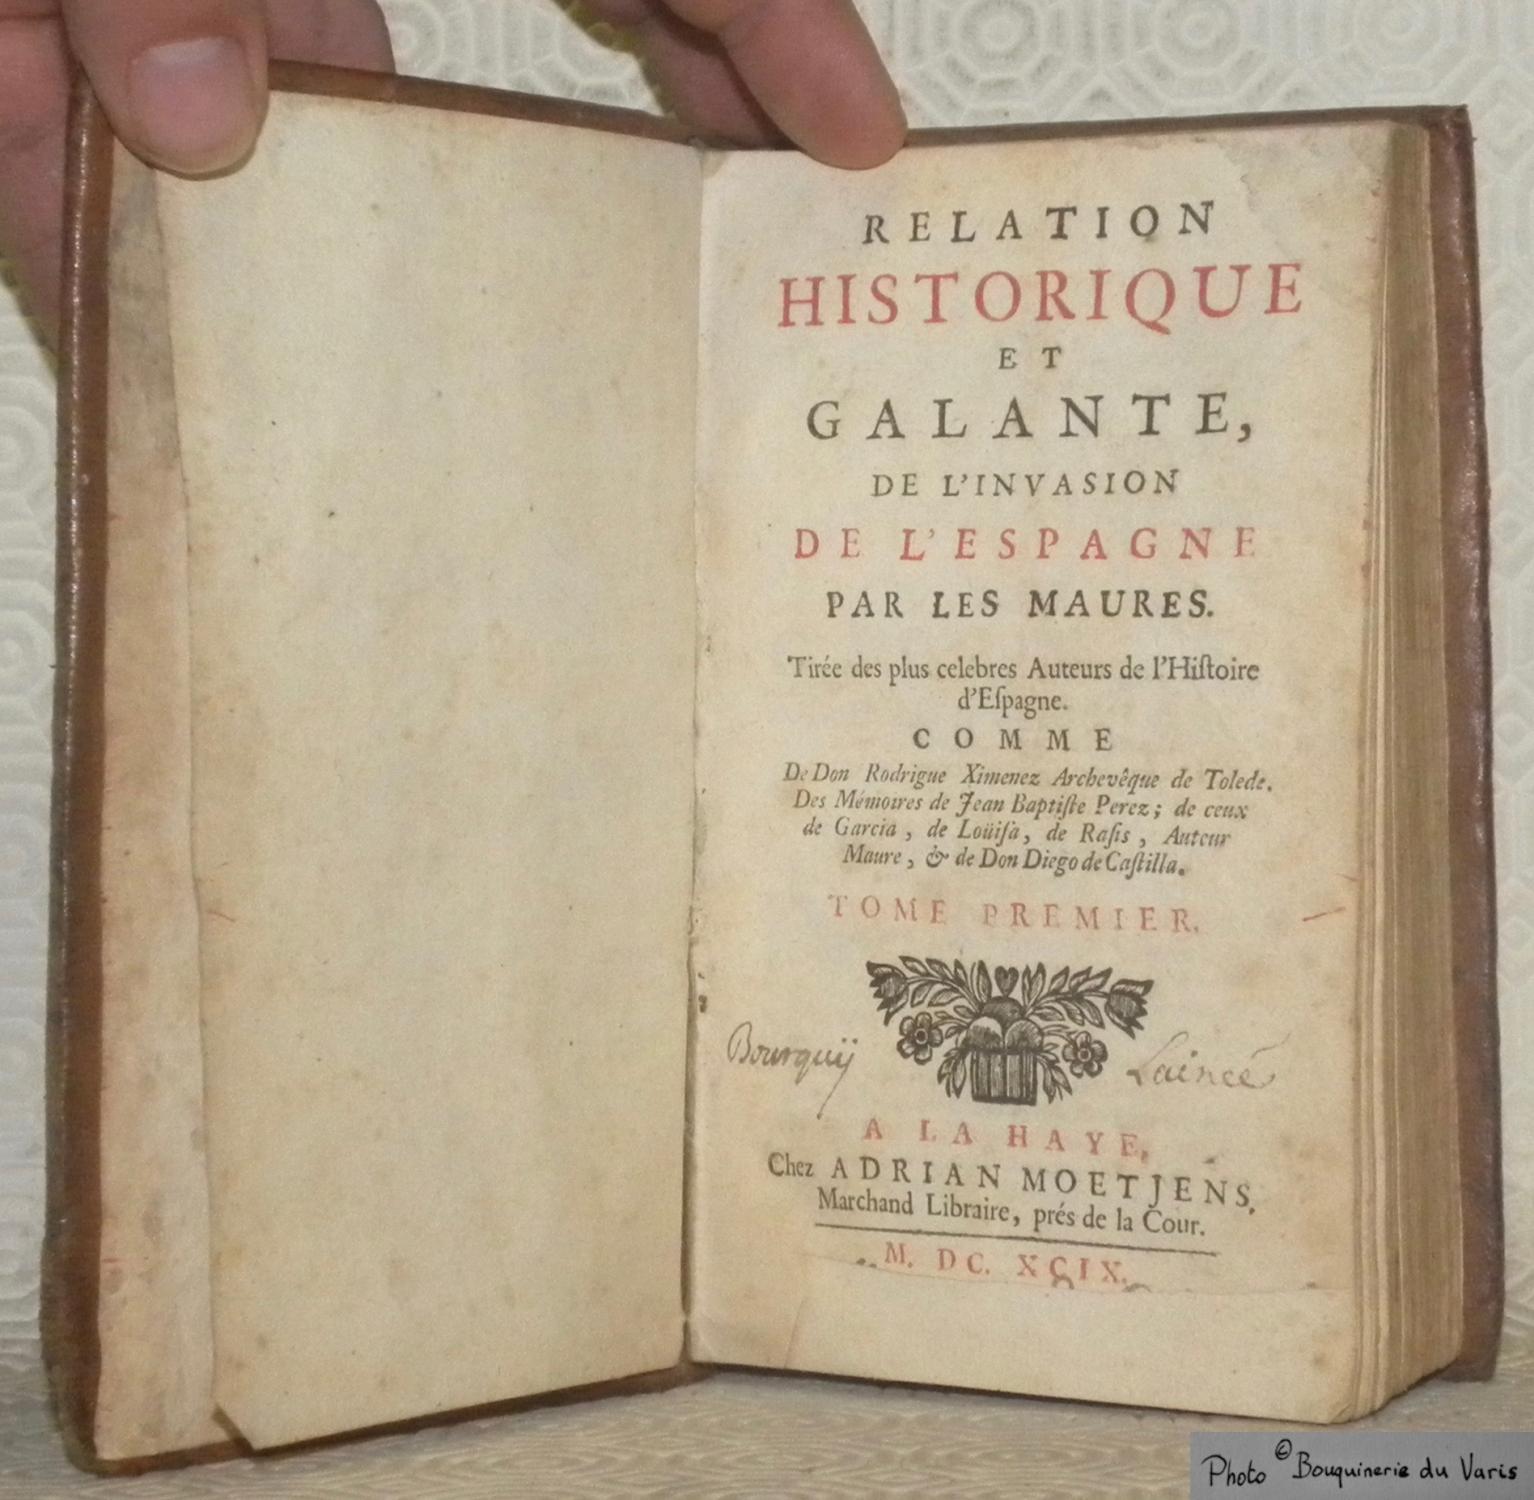 RELATION
HISTORIQUE
ET
GALANTE,
DE L'INVASION
DE L'ESPAGNE
PAR LES MAURES.
Tirée des plus celebres Auteurs de l'Hiſtoire
d'Eſpagne.
COMME
De Don Rodrigue Ximenez Archevêque de Tolede.
Des Mémoires de Jean Baptiſte Perez; de ceux
de Garcia, de Loüiſa, de Raſis, Auteur
Maure, & de Don Diego de Caſtilla.
TOME PREMIER.
Bourquÿ Laincé
A LA HAYE,
Chez ADRIAN MOETJENS,
Marchand Libraire, prés de la Cour.
M. DC. XCIX.
Photo © Bouquinerie du Varis